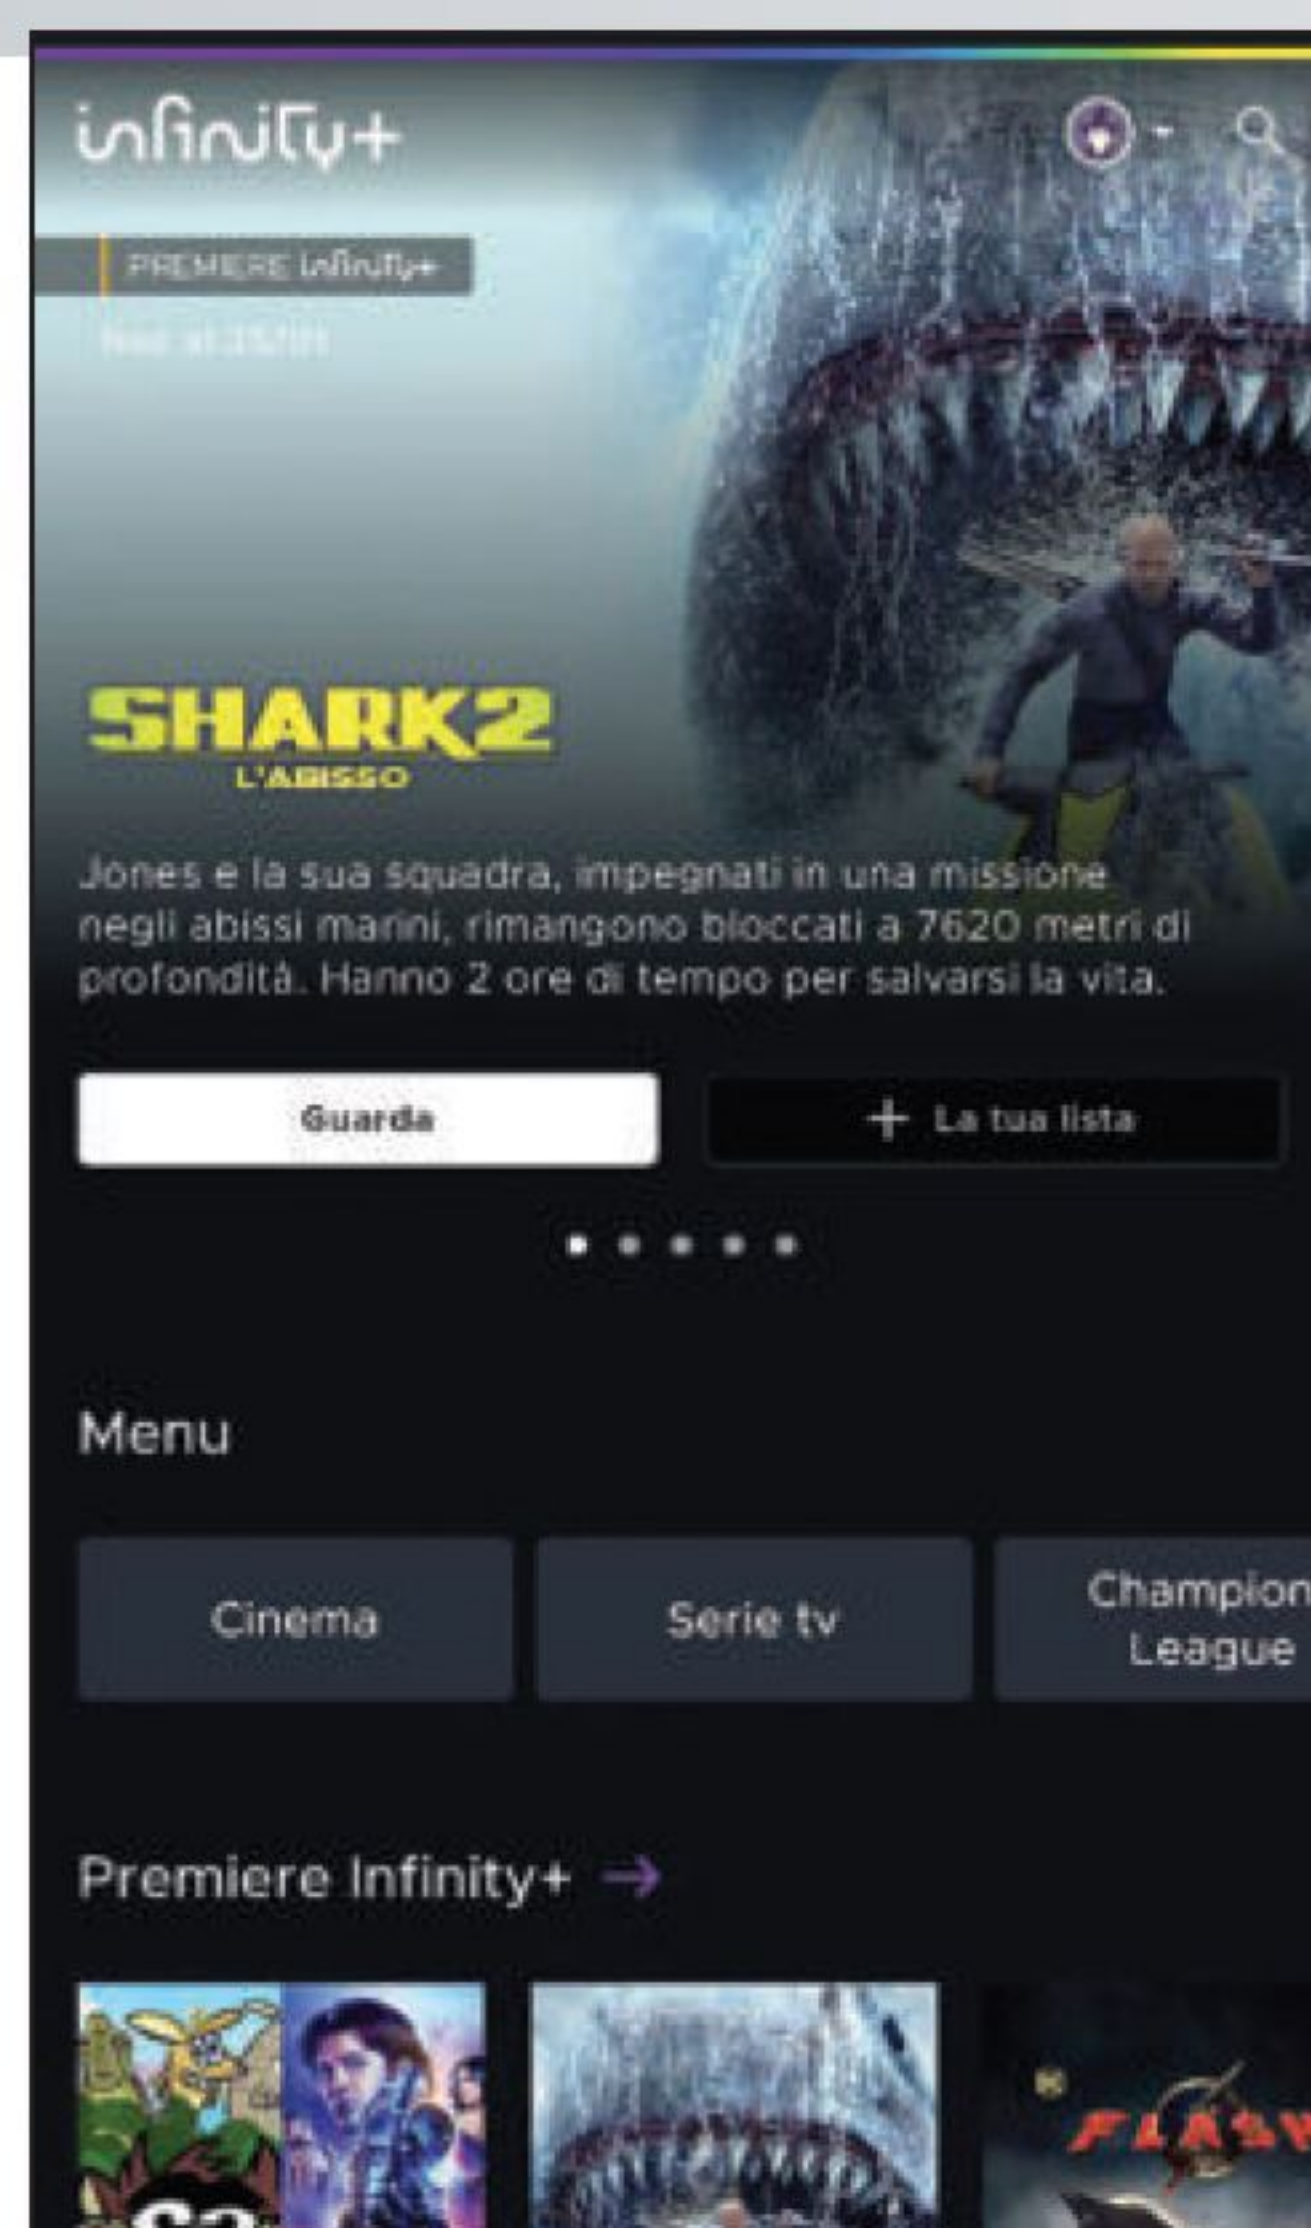 infinity+
PREMIERE infinity+
SHARK2
L'ABISSO
Jones e la sua squadra, impegnati in una missione
negli abissi marini, rimangono bloccati a 7620 metri di
profondità. Hanno 2 ore di tempo per salvarsi la vita.
Guarda
+ La tua lista
Menu
Cinema
Serie tv
Champion
League
Premiere Infinity+ →
FLASH